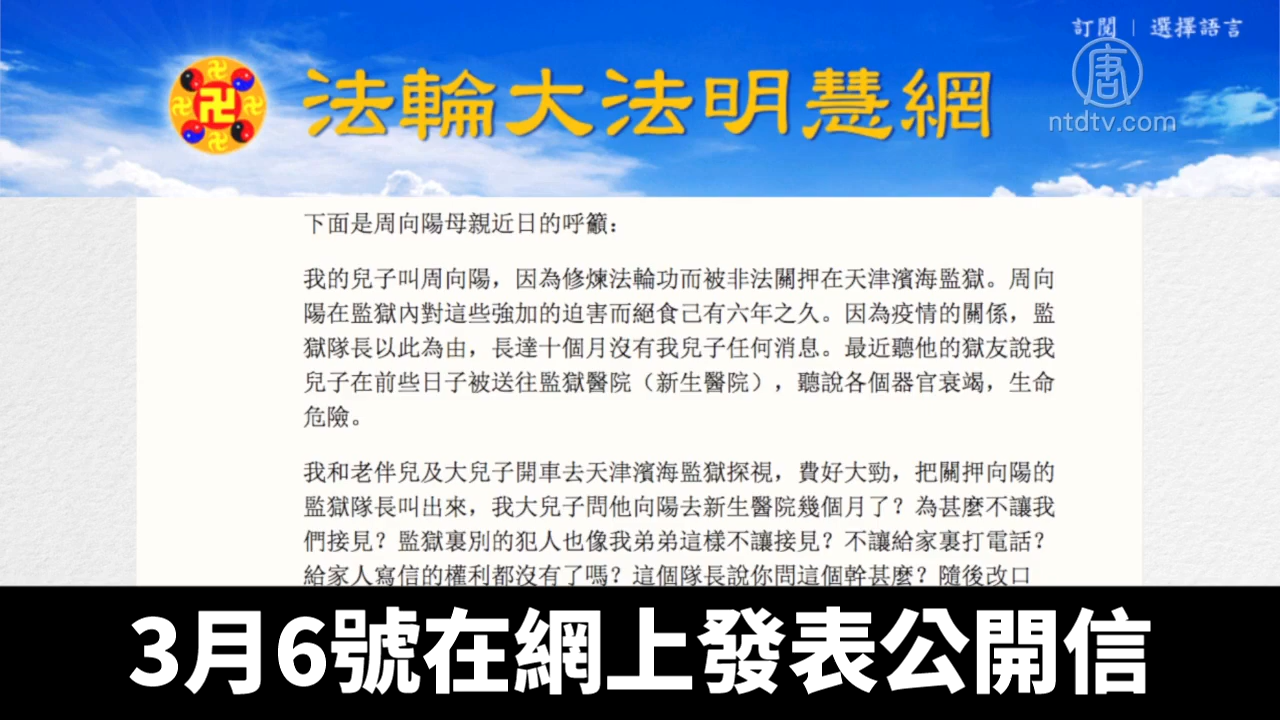 訂閱 | 選擇語言
唐
ntdtv.com
法輪大法明慧網
下面是周向陽母親近日的呼籲：
我的兒子叫周向陽，因為修煉法輪功而被非法關押在天津濱海監獄。周向
陽在監獄內對這些強加的迫害而絕食己有六年之久。因為疫情的關係，監
獄隊長以此為由，長達十個月沒有我兒子任何消息。最近聽他的獄友說我
兒子在前些日子被送往監獄醫院（新生醫院），聽說各個器官衰竭，生命
危險。
我和老伴兒及大兒子開車去天津濱海監獄探視，費好大勁，把關押向陽的
監獄隊長叫出來，我大兒子問他向陽去新生醫院幾個月了？為甚麼不讓我
們接見？監獄裏別的犯人也像我弟弟這樣不讓接見？不讓給家裏打電話？
給家人寫信的權利都沒有了嗎？這個隊長說你問這個幹甚麼？隨後改口
3月6號在網上發表公開信